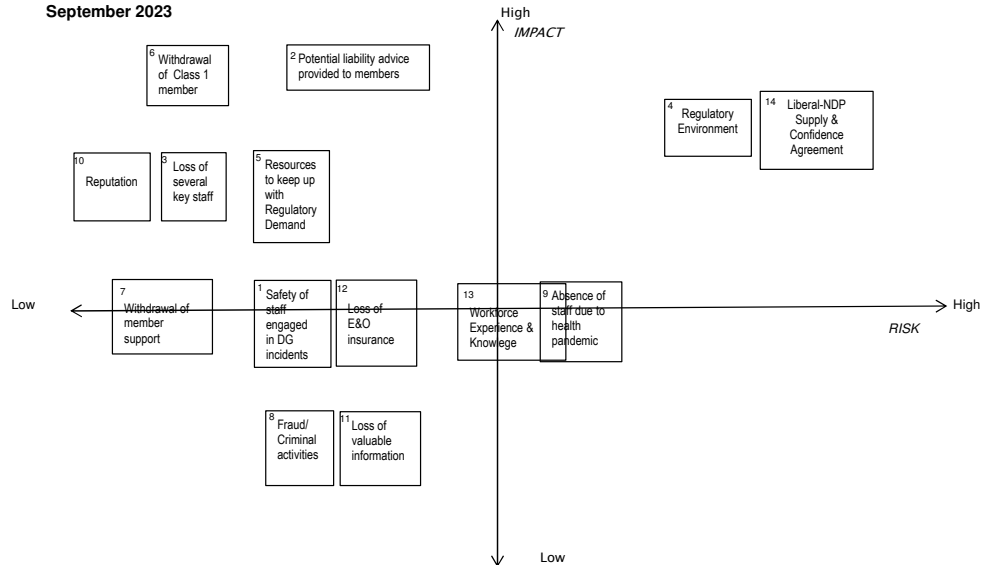 September 2023
High
IMPACT
6 Withdrawal
of Class 1
member
2 Potential liability advice
provided to members
4 Regulatory
Environment
14 Liberal-NDP
Supply &
Confidence
Agreement
10
Reputation
3 Loss of
several
key staff
5 Resources
to keep up
with
Regulatory
Demand
Low
7
Withdrawal of
member
support
1 Safety of
staff
engaged
in DG
incidents
12
Loss of
E&O
insurance
13
Workforce
Experience &
Knowlege
9 Absence of
staff due to
health
pandemic
High
RISK
8 Fraud/
Criminal
activities
11 Loss of
valuable
information
Low